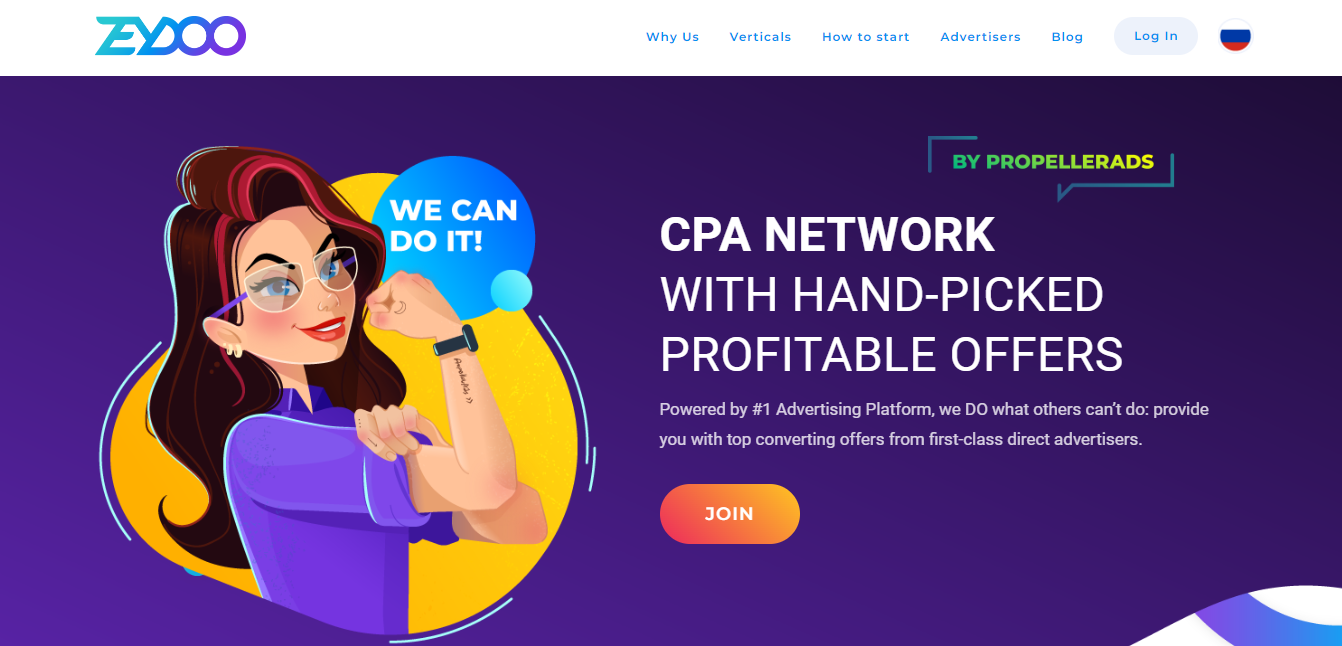 ZEYDOO
Why Us
Verticals
How to start
Advertisers
Blog
Log In
BY PROPELLERADS
WE CAN
DO IT!
CPA NETWORK
WITH HAND-PICKED
PROFITABLE OFFERS
Powered by #1 Advertising Platform, we DO what others can’t do: provide
you with top converting offers from first-class direct advertisers.
JOIN